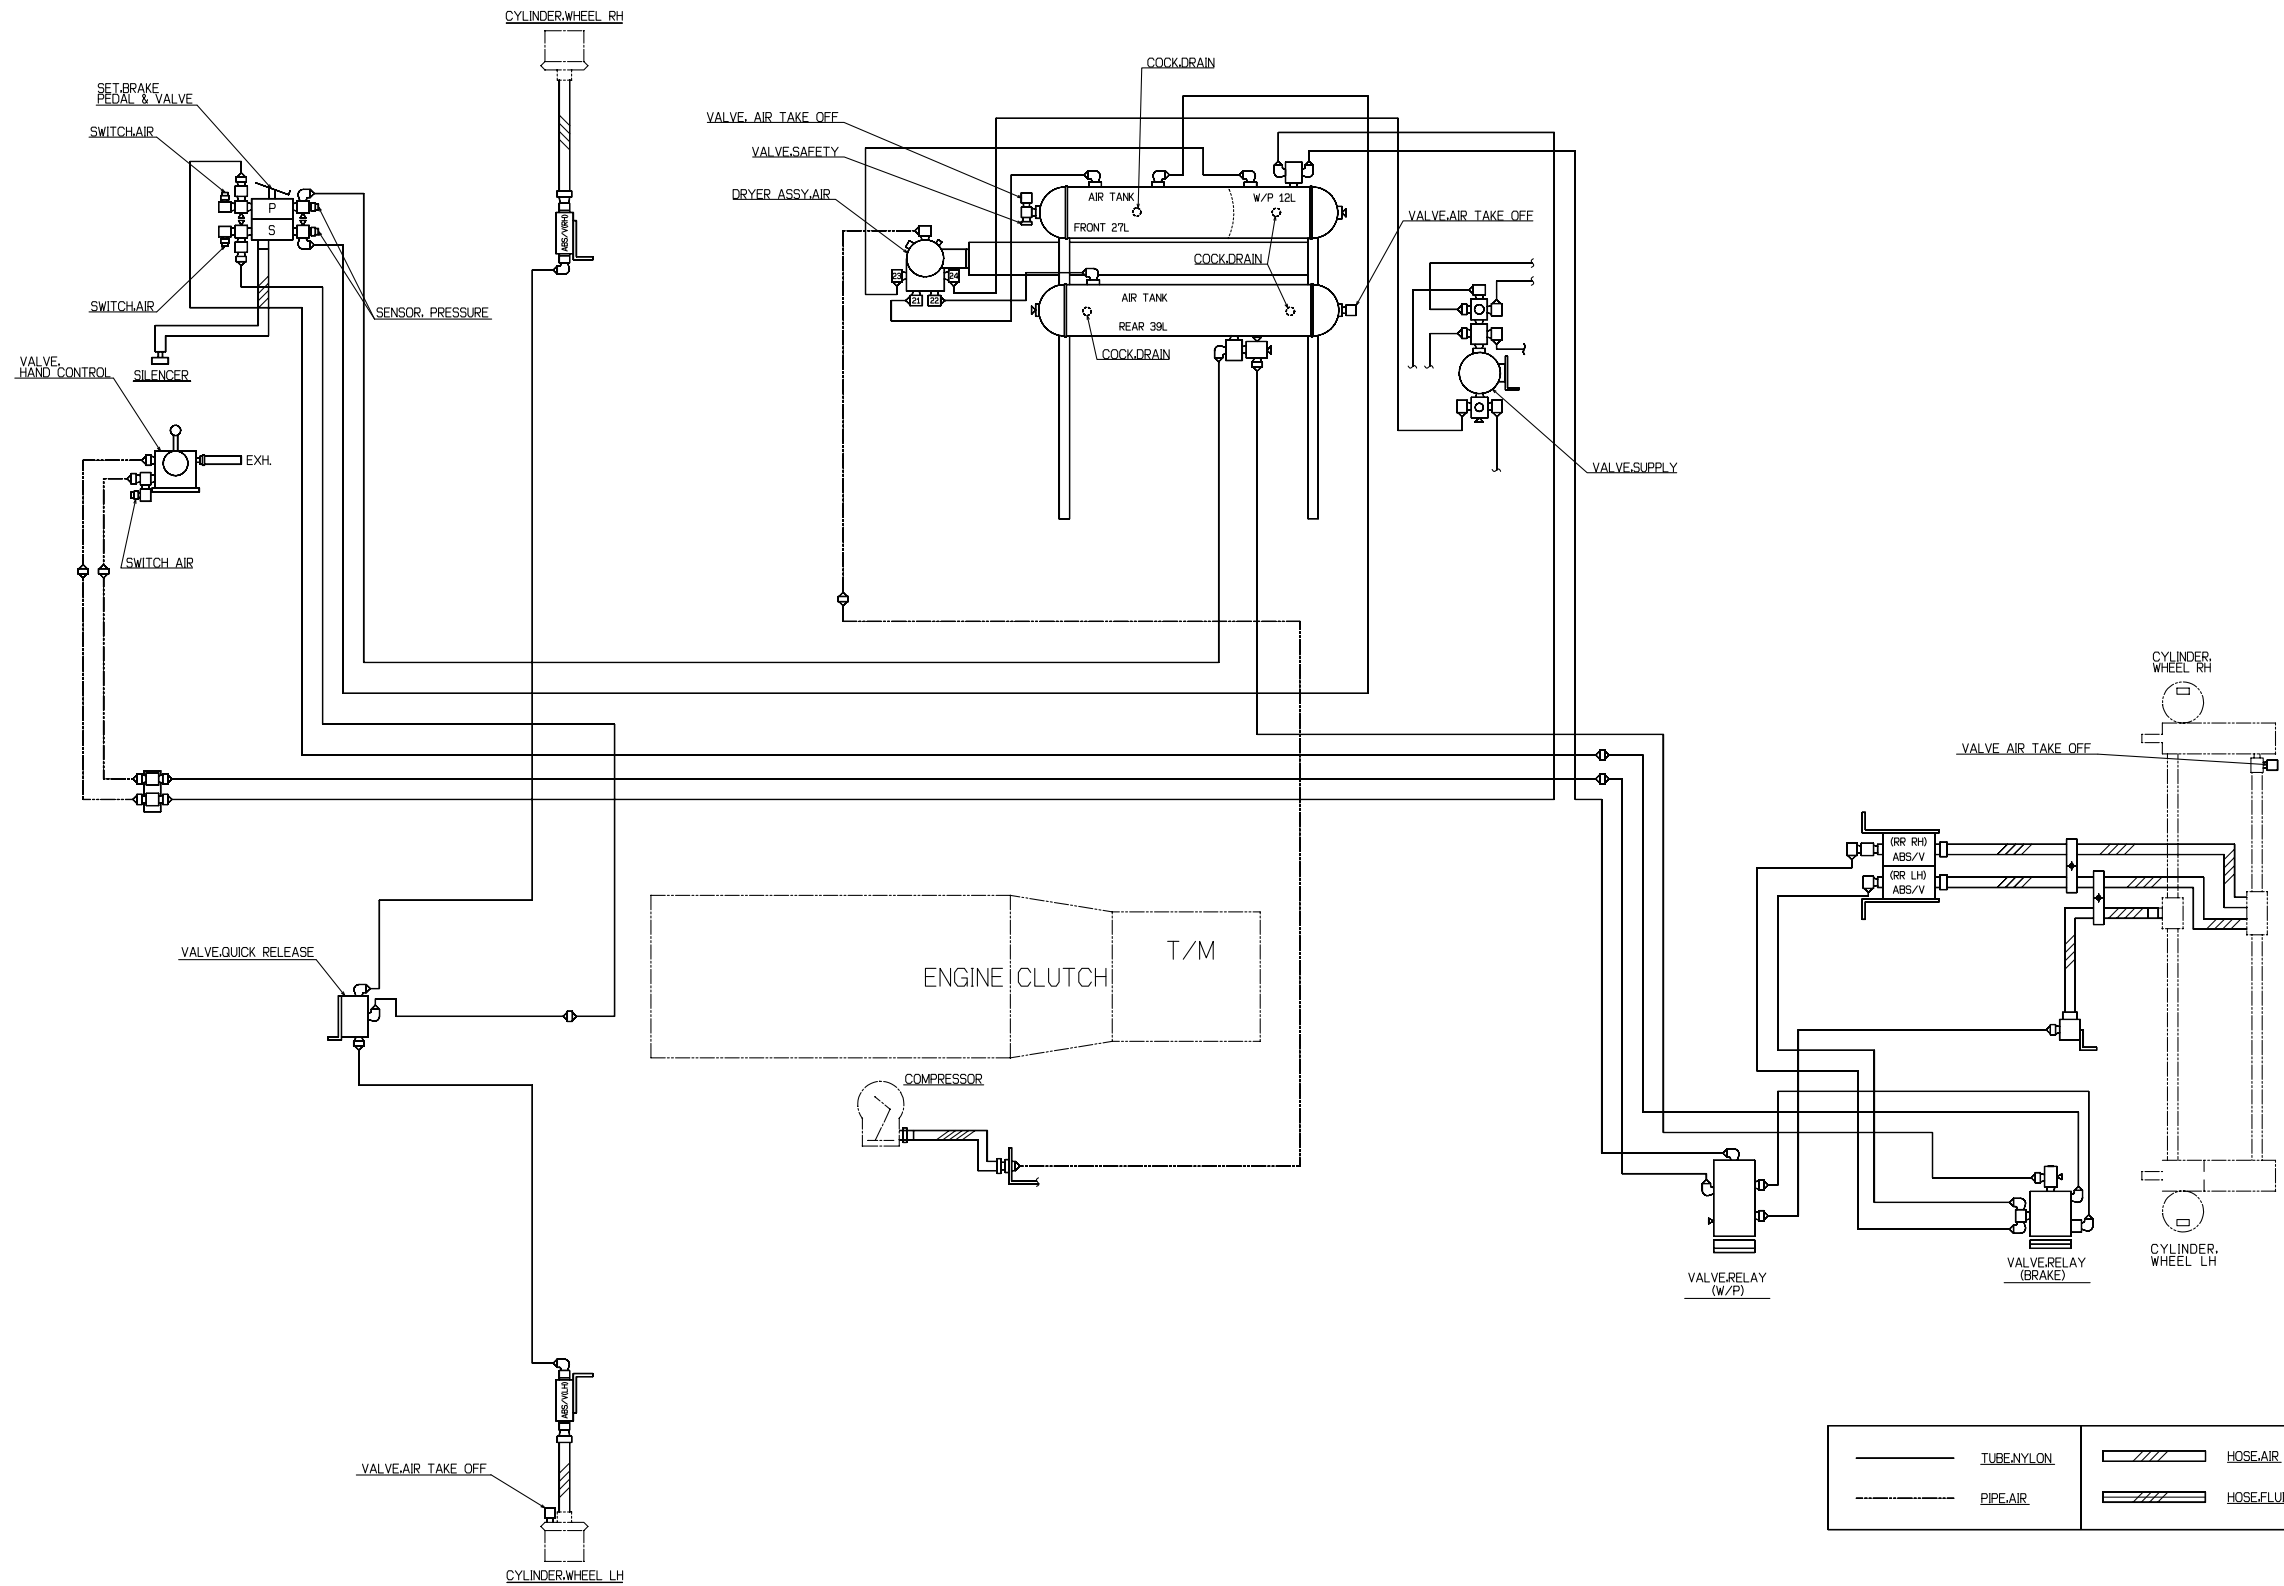 CYLINDER.WHEEL RH
COCK.DRAIN
SET.BRAKE
PEDAL & VALVE
SWITCH.AIR
VALVE. AIR TAKE OFF
VALVE.SAFETY
DRYER ASSY.AIR
AIR TANK
W/P 12L
FRONT 27L
VALVE.AIR TAKE OFF
P
S
ABS/V(RH)
COCK.DRAIN
23
24
21
22
AIR TANK
REAR 39L
SWITCH.AIR
SENSOR. PRESSURE
COCK.DRAIN
VALVE.
HAND CONTROL
SILENCER
EXH.
VALVE.SUPPLY
SWITCH AIR
CYLINDER.
WHEEL RH
VALVE AIR TAKE OFF
(RR RH)
ABS/V
(RR LH)
ABS/V
VALVE.QUICK RELEASE
ENGINE
CLUTCH
T/M
COMPRESSOR
CYLINDER.
WHEEL LH
VALVE.RELAY
(BRAKE)
VALVE.RELAY
(W/P)
ABS/V(LH)
VALVE.AIR TAKE OFF
CYLINDER.WHEEL LH
TUBE.NYLON
HOSE.AIR
PIPE.AIR